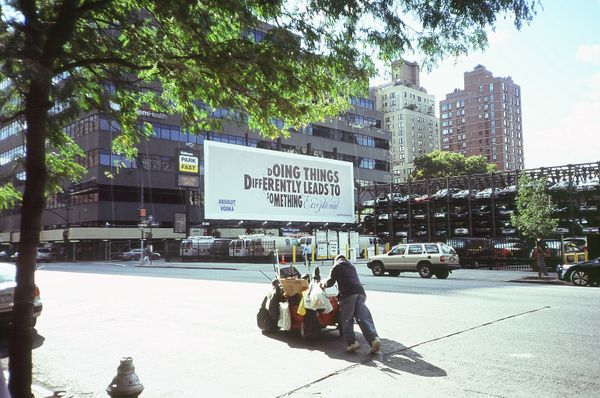 PARK
FAST
DOING THINGS
DIFFERENTLY LEADS TO
SOMETHING Exceptional
ABSOLUT
VODKA